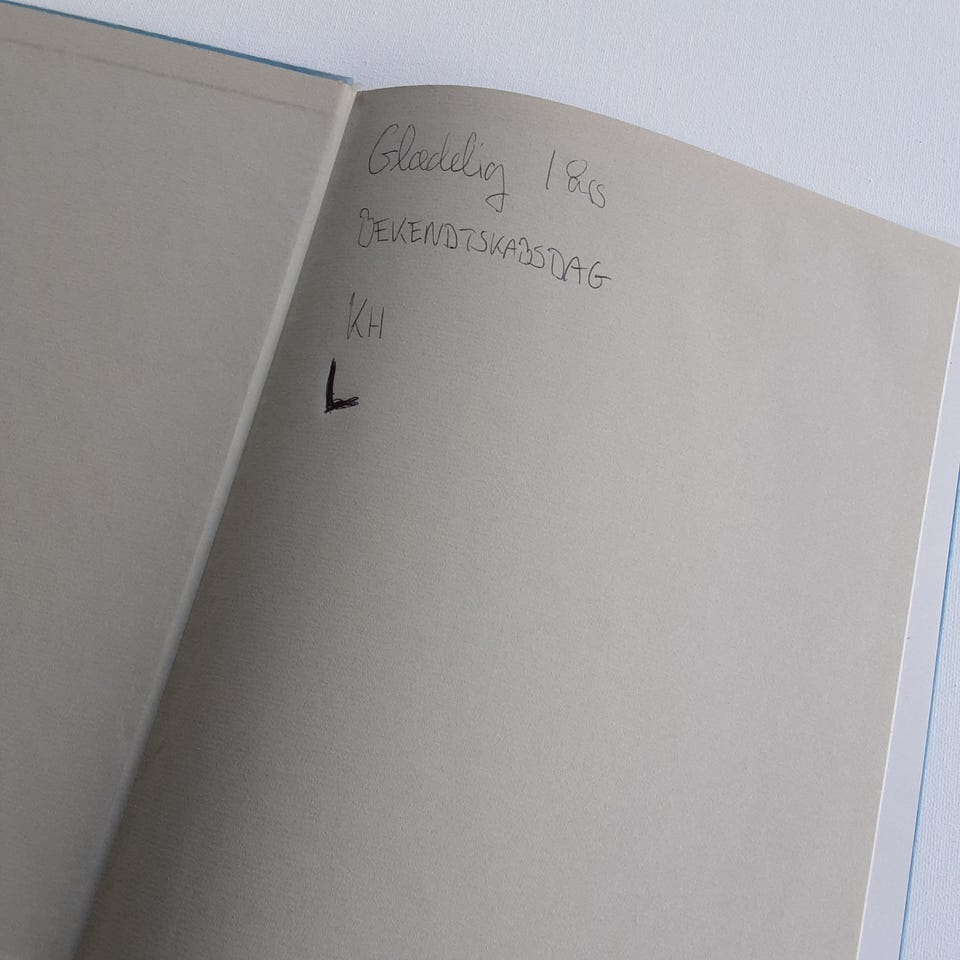 Glædelig 1 års
BEKENDTSKABSDAG
KH
L